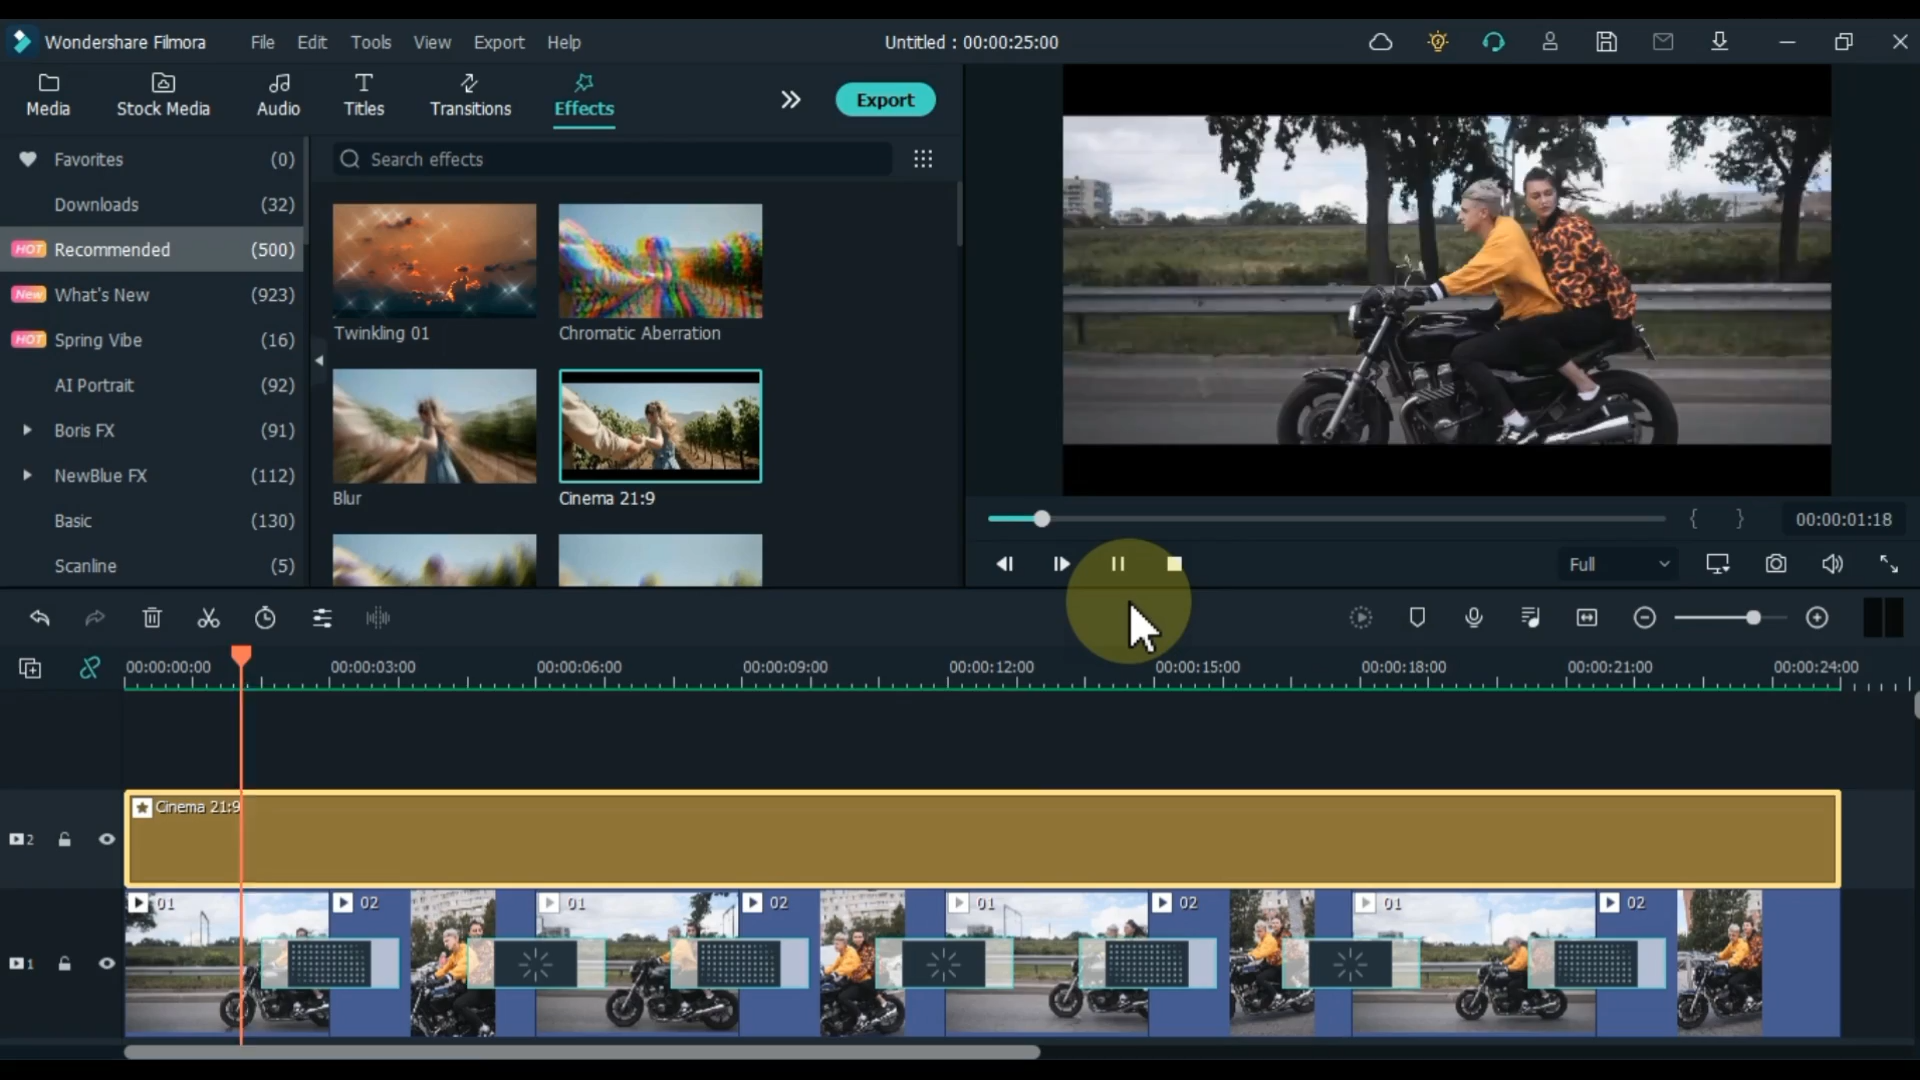 Wondershare Filmora File Edit Tools View Export Help Untitled : 00:00:25:00
Media Stock Media Audio Titles Transitions Effects Export
Favorites (0)
Downloads (32)
HOT Recommended (500)
New What's New (923)
HOT Spring Vibe (16)
AI Portrait (92)
Boris FX (91)
NewBlue FX (112)
Basic (130)
Scanline (5)
Search effects
Twinkling 01 Chromatic Aberration
Blur Cinema 21:9
00:00:01:18
Full
00:00:00:00 00:00:03:00 00:00:06:00 00:00:09:00 00:00:12:00 00:00:15:00 00:00:18:00 00:00:21:00 00:00:24:00
Cinema 21:9
2
01 02 01 02 01 02 01 02
1